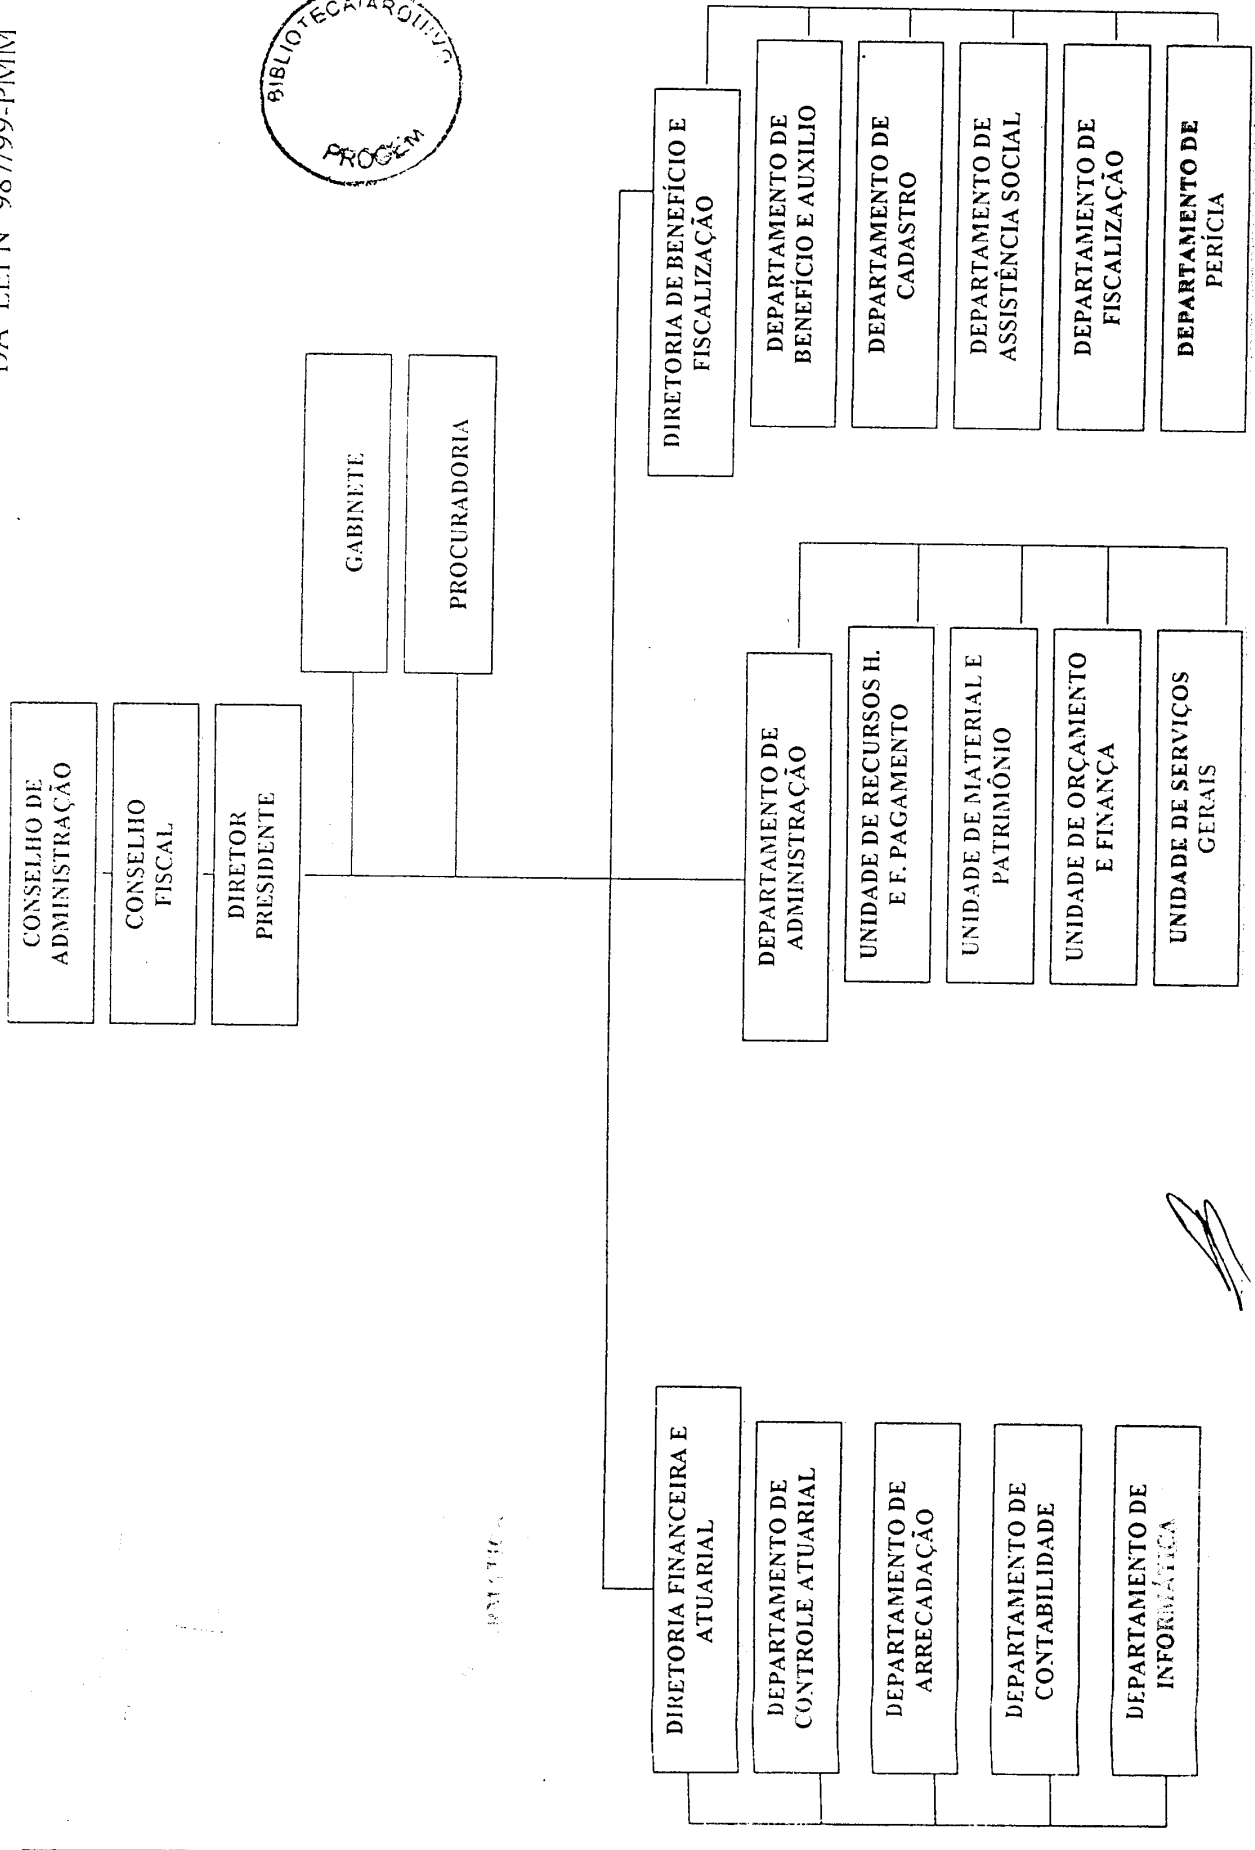 DA LEI Nº 987/99-PMM
BIBLIOTECA/ARQUIVO
PROGEM
CONSELHO DE
ADMINISTRAÇÃO
CONSELHO
FISCAL
DIRETOR
PRESIDENTE
GABINETE
PROCURADORIA
DIRETORIA FINANCEIRA E
ATUARIAL
DEPARTAMENTO DE
CONTROLE ATUARIAL
DEPARTAMENTO DE
ARRECADAÇÃO
DEPARTAMENTO DE
CONTABILIDADE
DEPARTAMENTO DE
INFORMÁTICA
DEPARTAMENTO DE
ADMINISTRAÇÃO
UNIDADE DE RECURSOS H.
E F. PAGAMENTO
UNIDADE DE MATERIAL E
PATRIMÔNIO
UNIDADE DE ORÇAMENTO
E FINANÇA
UNIDADE DE SERVIÇOS
GERAIS
DIRETORIA DE BENEFÍCIO E
FISCALIZAÇÃO
DEPARTAMENTO DE
BENEFÍCIO E AUXILIO
DEPARTAMENTO DE
CADASTRO
DEPARTAMENTO DE
ASSISTÊNCIA SOCIAL
DEPARTAMENTO DE
FISCALIZAÇÃO
DEPARTAMENTO DE
PERÍCIA